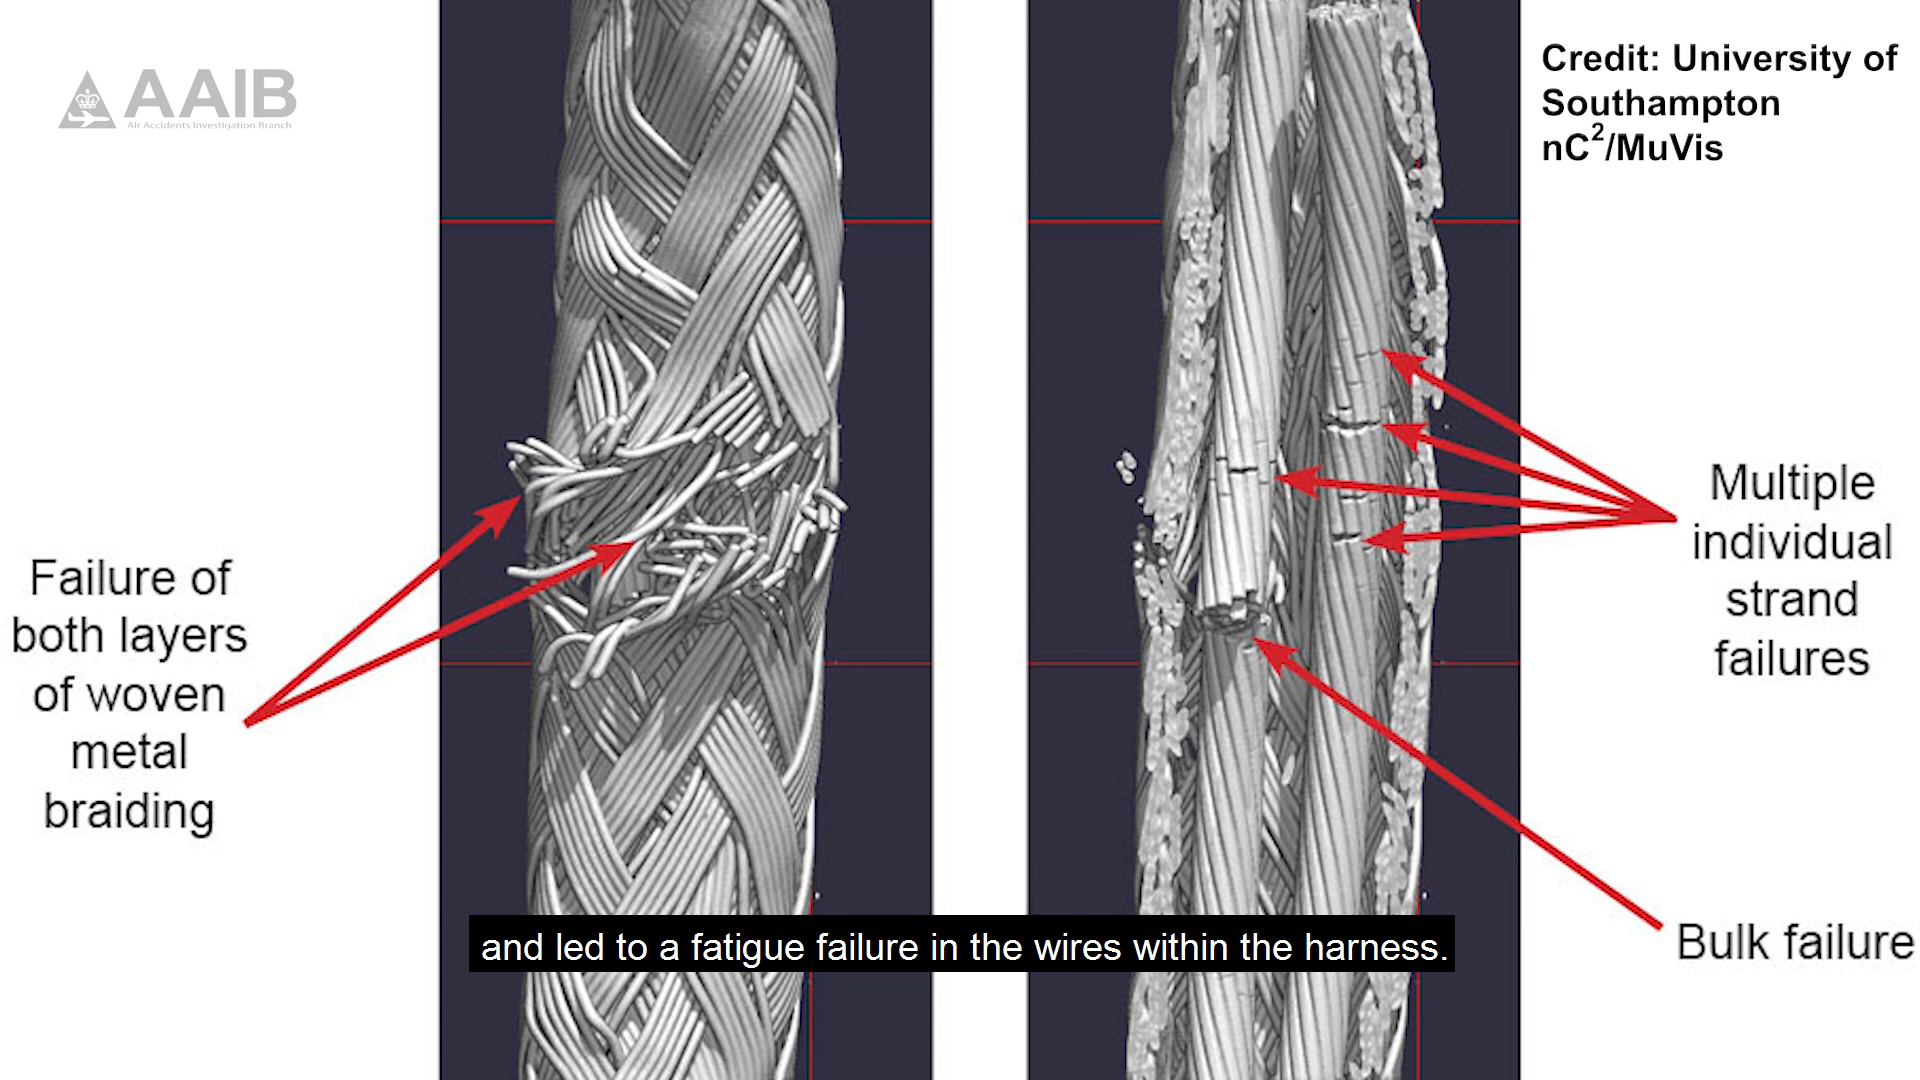 AAIB
Air Accidents Investigation Branch
Credit: University of
Southampton
nC²/MuVis
Failure of
both layers
of woven
metal
braiding
Multiple
individual
strand
failures
Bulk failure
and led to a fatigue failure in the wires within the harness.